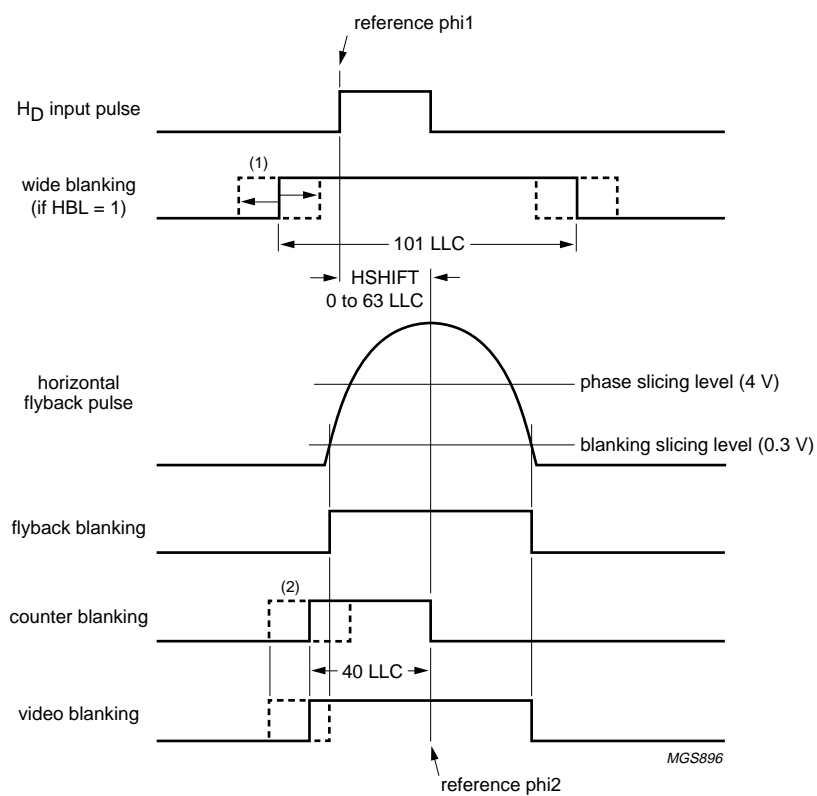 reference phi1
HD input pulse
(1)
wide blanking
(if HBL = 1)
101 LLC
HSHIFT
0 to 63 LLC
horizontal
flyback pulse
phase slicing level (4 V)
blanking slicing level (0.3 V)
flyback blanking
(2)
counter blanking
40 LLC
video blanking
MGS896
reference phi2